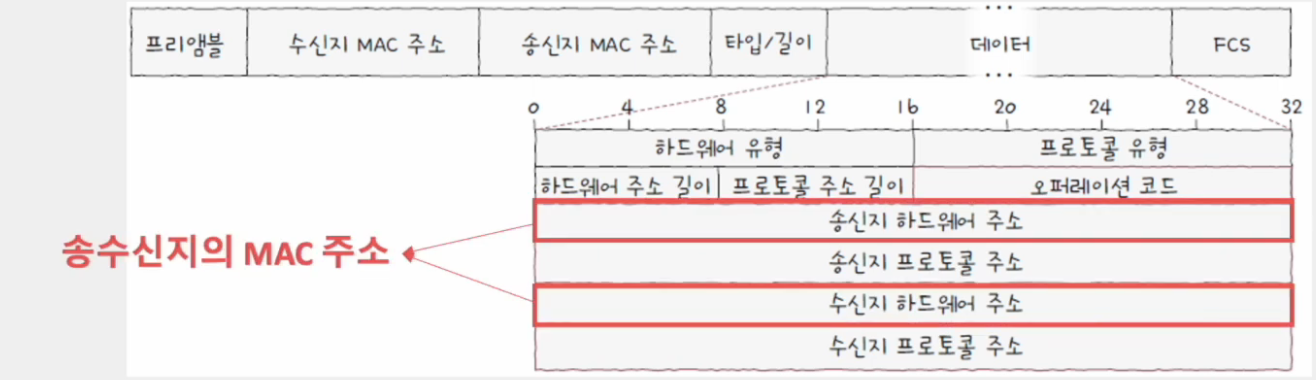 프리앰블 수신지 MAC 주소 송신지 MAC 주소 타입/길이 데이터 FCS
0 4 8 12 16 20 24 28 32
하드웨어 유형 프로토콜 유형
하드웨어 주소 길이 프로토콜 주소 길이 오퍼레이션 코드
송신지 하드웨어 주소
송수신지의 MAC 주소
송신지 프로토콜 주소
수신지 하드웨어 주소
수신지 프로토콜 주소